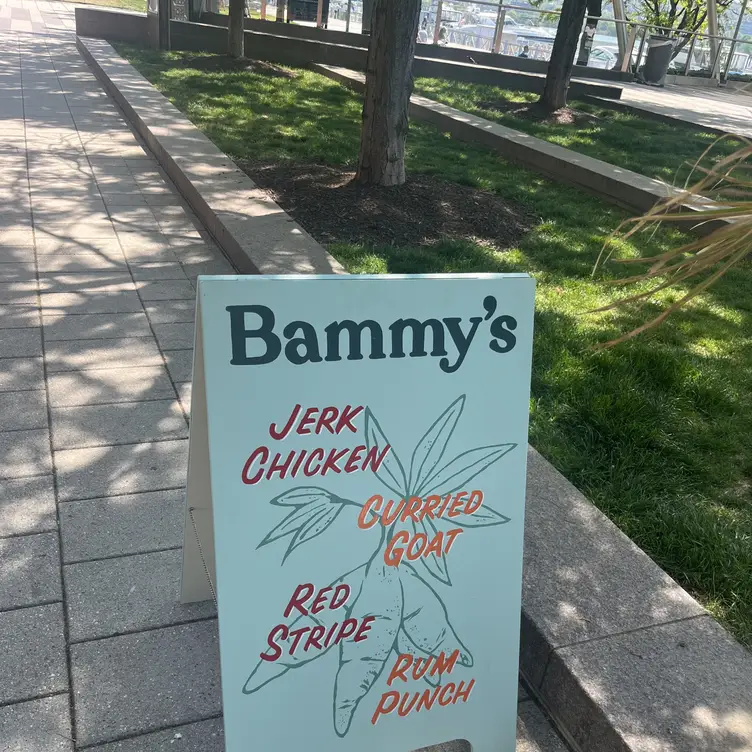 Bammy's
JERK
CHICKEN
CURRIED
GOAT
RED
STRIPE
RUM
PUNCH